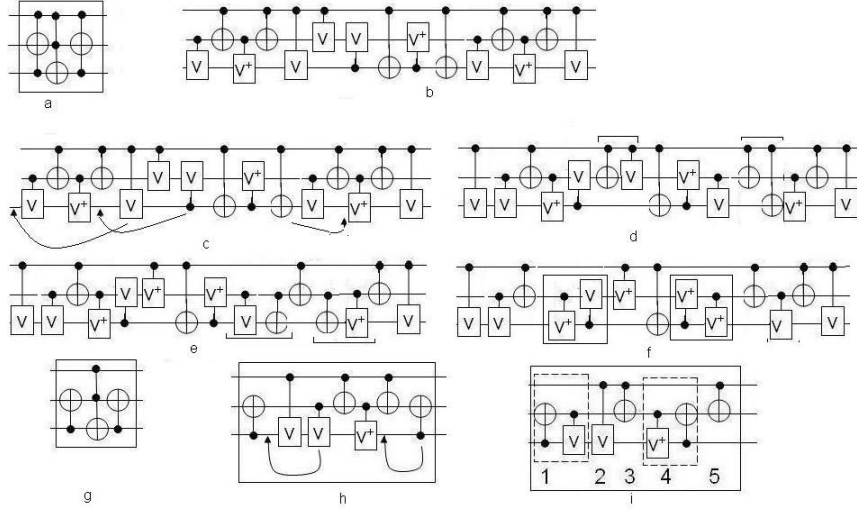 V V V⁺
V V⁺ V V V⁺ V
a
b
V V V⁺
V V⁺ V V V⁺ V
c
V V V⁺
V V V⁺ V V⁺ V
d
V V⁺ V⁺
V V V⁺ V V⁺ V
e
V V⁺ V⁺
V V V⁺ V⁺ V V
f
g
V V V⁺
h
V V V⁺
1 2 3 4 5
i